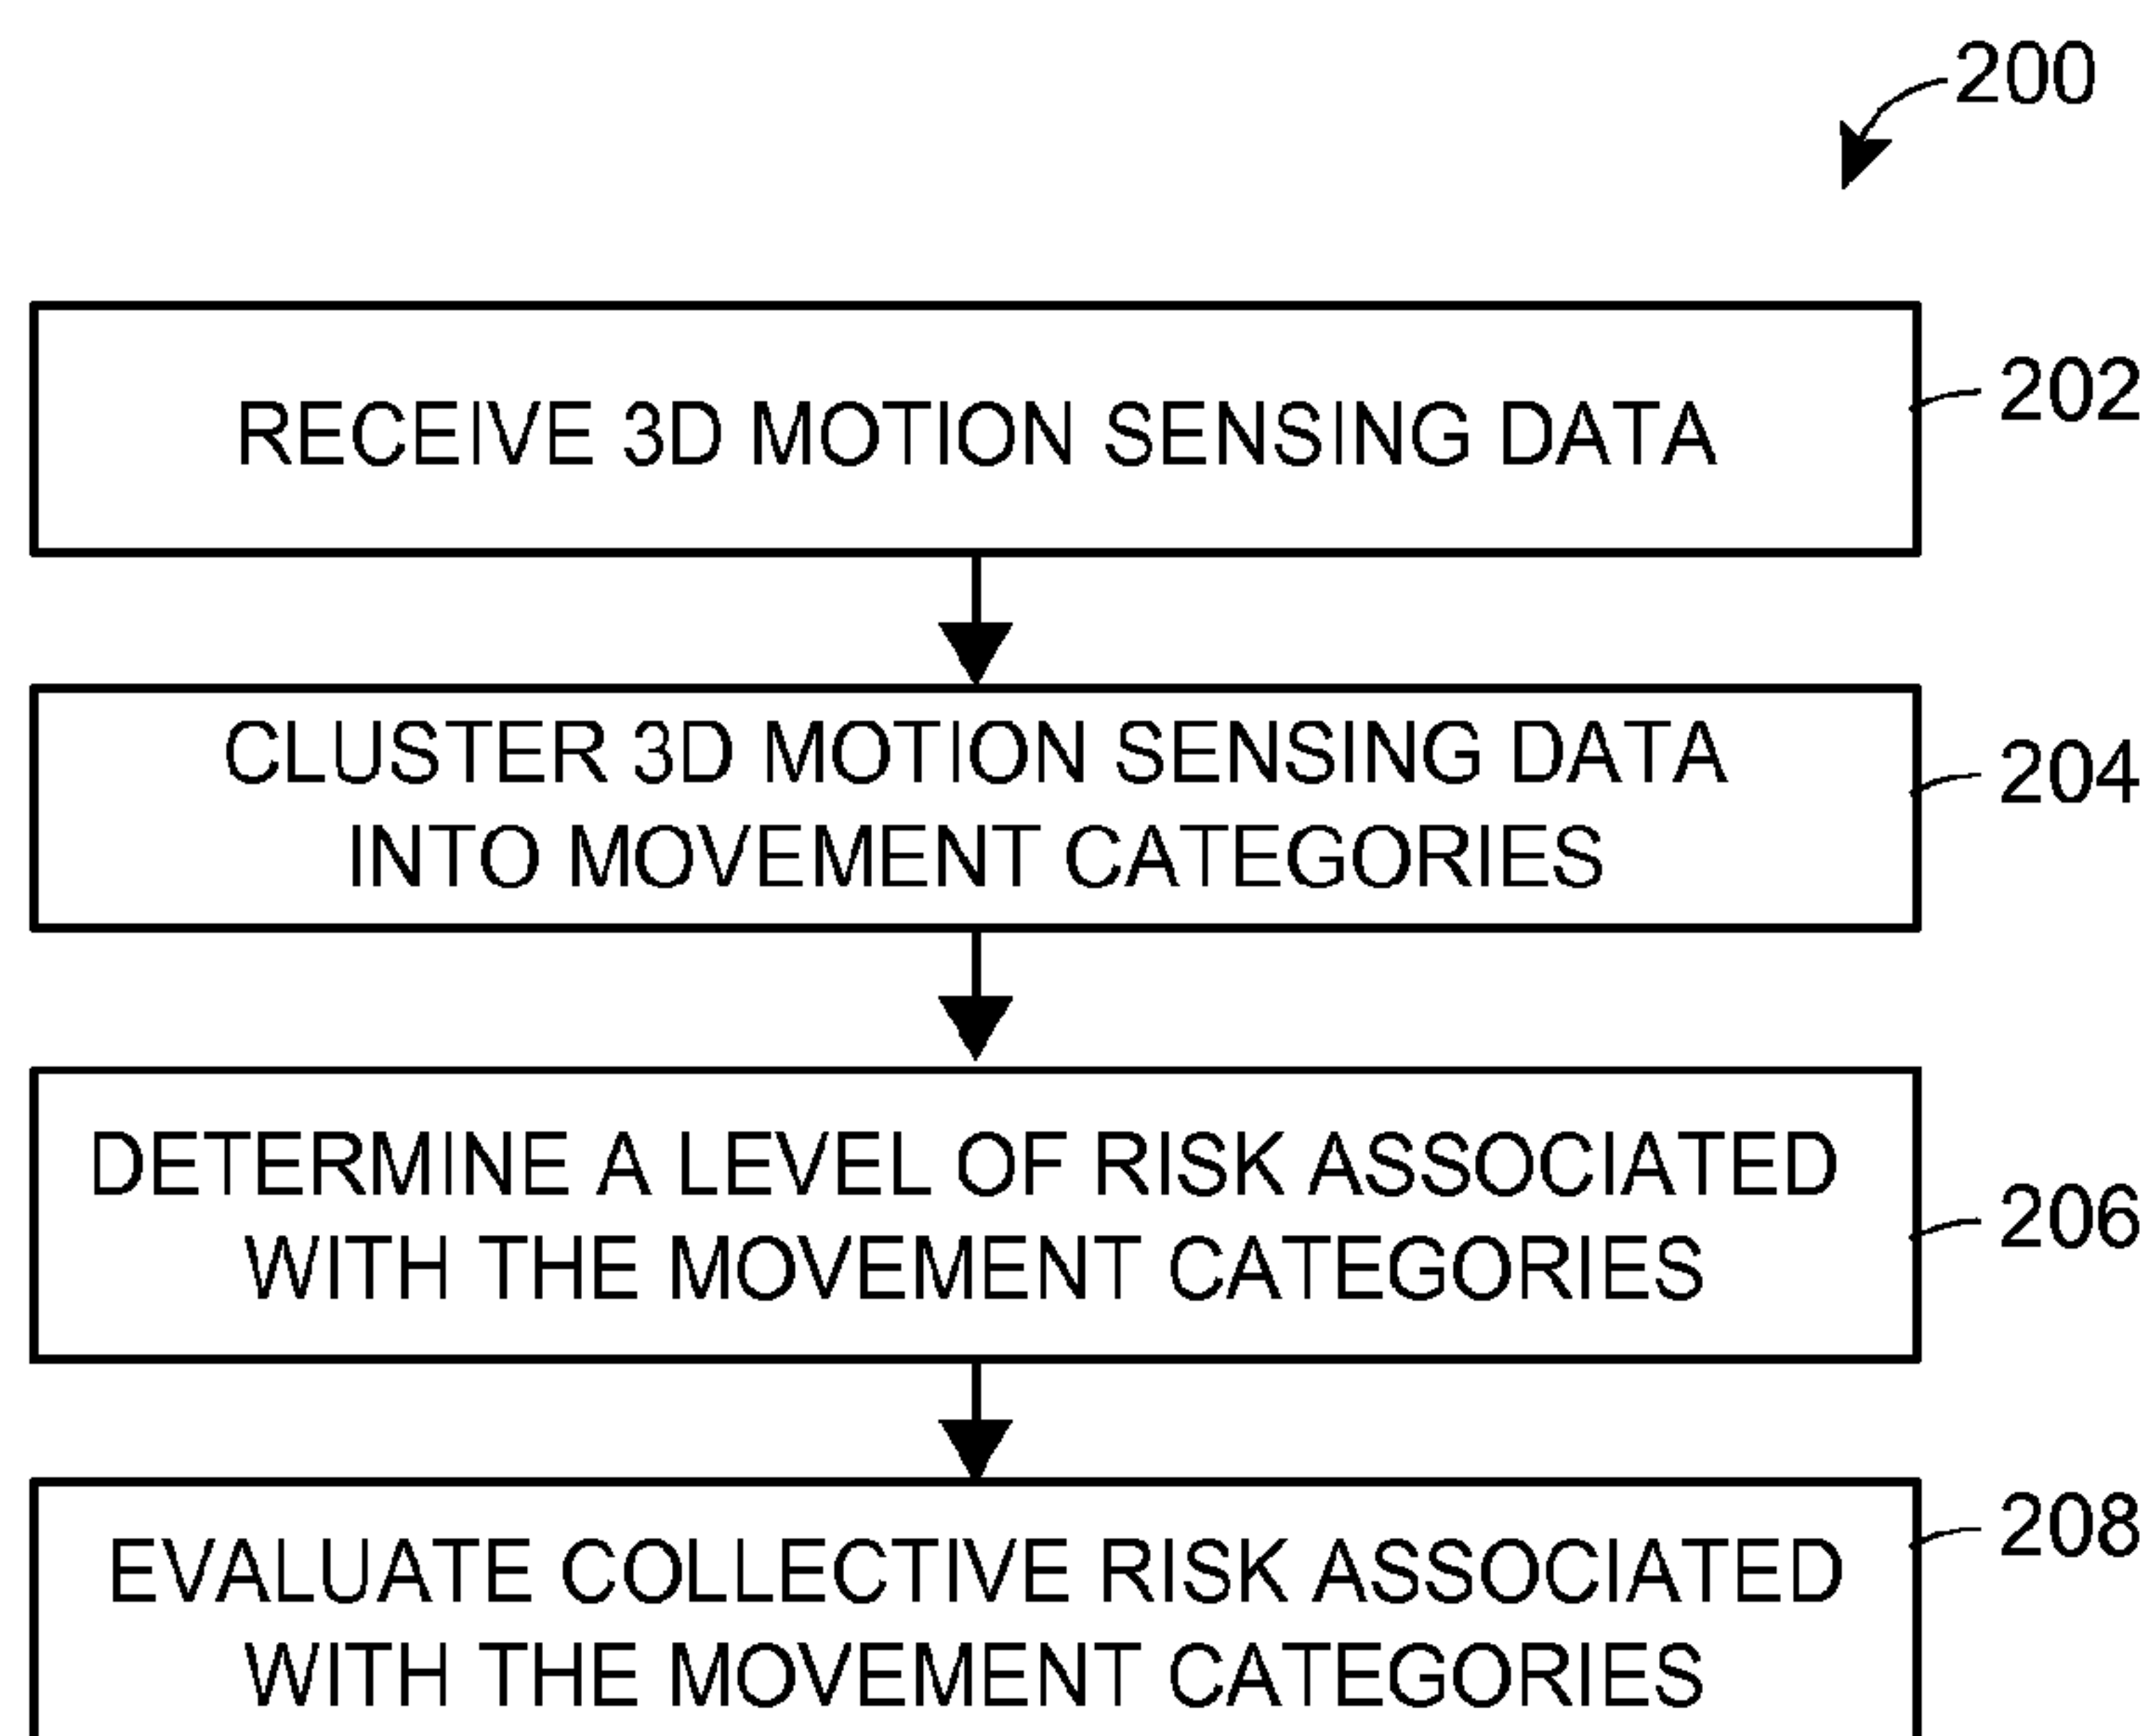 200
RECEIVE 3D MOTION SENSING DATA
202
CLUSTER 3D MOTION SENSING DATA
INTO MOVEMENT CATEGORIES
204
DETERMINE A LEVEL OF RISK ASSOCIATED
WITH THE MOVEMENT CATEGORIES
206
EVALUATE COLLECTIVE RISK ASSOCIATED
WITH THE MOVEMENT CATEGORIES
208